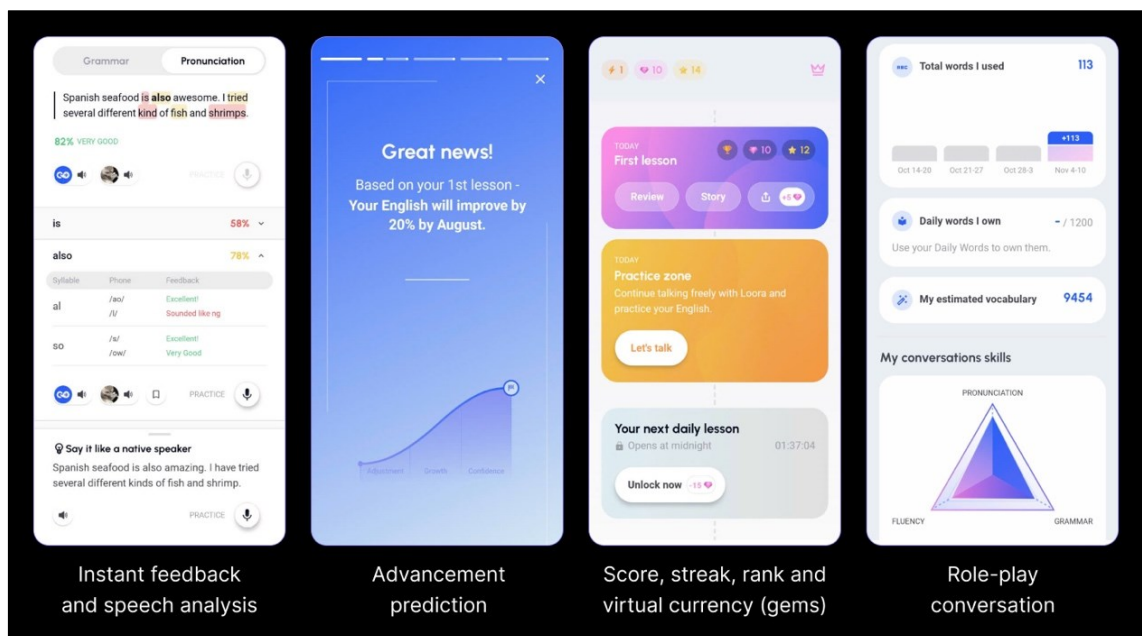 Grammar
Pronunciation
Spanish seafood is also awesome. I tried
several different kind of fish and shrimps.
82% VERY GOOD
GO
PRACTICE
is
58%
also
78%
Syllable Phone Feedback
al
/ao/ Excellent!
/l/ Sounded like ng
so
/s/ Excellent!
/ow/ Very Good
GO
PRACTICE
Say it like a native speaker
Spanish seafood is also amazing. I have tried
several different kinds of fish and shrimp.
PRACTICE
Instant feedback
and speech analysis
Great news!
Based on your 1st lesson -
Your English will improve by
20% by August.
Adjustment Growth Confidence
Advancement
prediction
1 10 14
TODAY
First lesson
10 12
Review Story +5
TODAY
Practice zone
Continue talking freely with Loora and
practice your English.
Let's talk
Your next daily lesson
Opens at midnight 01:37:04
Unlock now -15
Score, streak, rank and
virtual currency (gems)
Total words I used 113
+113
Oct 14-20 Oct 21-27 Oct 28-3 Nov 4-10
Daily words I own - / 1200
Use your Daily Words to own them.
My estimated vocabulary 9454
My conversations skills
PRONUNCIATION
FLUENCY GRAMMAR
Role-play
conversation